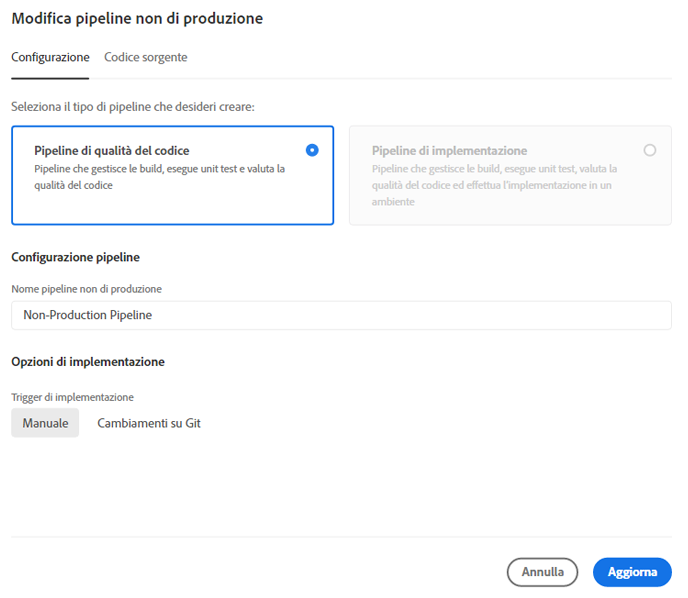 Modifica pipeline non di produzione
Configurazione Codice sorgente
Seleziona il tipo di pipeline che desideri creare:
Pipeline di qualità del codice
Pipeline che gestisce le build, esegue unit test e valuta la
qualità del codice
Pipeline di implementazione
Pipeline che gestisce le build, esegue unit test, valuta la
qualità del codice ed effettua l'implementazione in un
ambiente
Configurazione pipeline
Nome pipeline non di produzione
Non-Production Pipeline
Opzioni di implementazione
Trigger di implementazione
Manuale Cambiamenti su Git
Annulla Aggiorna